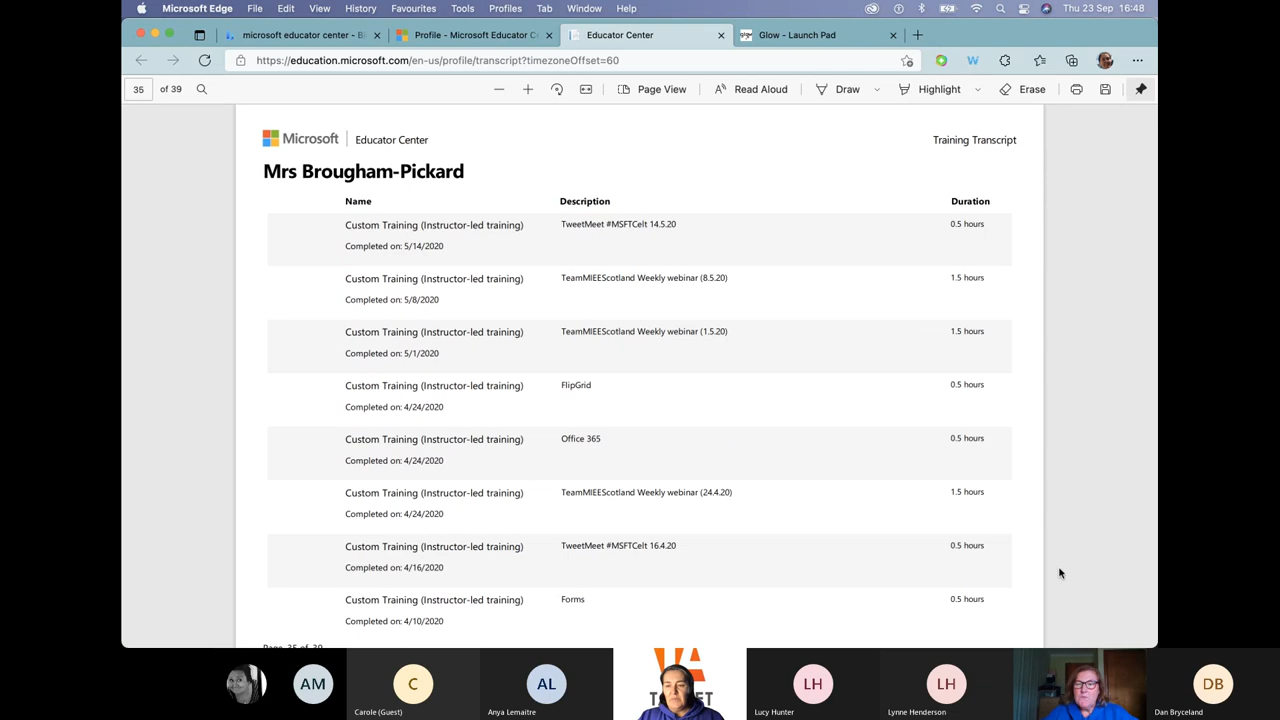 Microsoft Edge File Edit View History Favourites Tools Profiles Tab Window Help Thu 23 Sep 16:48
microsoft educator center - Bi Profile - Microsoft Educator C Educator Center Glow - Launch Pad
https://education.microsoft.com/en-us/profile/transcript?timezoneOffset=60
35 of 39 Page View Read Aloud Draw Highlight Erase
Microsoft Educator Center Training Transcript
Mrs Brougham-Pickard
Name Description Duration
Custom Training (Instructor-led training) TweetMeet #MSFTCelt 14.5.20 0.5 hours
Completed on: 5/14/2020
Custom Training (Instructor-led training) TeamMIEEScotland Weekly webinar (8.5.20) 1.5 hours
Completed on: 5/8/2020
Custom Training (Instructor-led training) TeamMIEEScotland Weekly webinar (1.5.20) 1.5 hours
Completed on: 5/1/2020
Custom Training (Instructor-led training) FlipGrid 0.5 hours
Completed on: 4/24/2020
Custom Training (Instructor-led training) Office 365 0.5 hours
Completed on: 4/24/2020
Custom Training (Instructor-led training) TeamMIEEScotland Weekly webinar (24.4.20) 1.5 hours
Completed on: 4/24/2020
Custom Training (Instructor-led training) TweetMeet #MSFTCelt 16.4.20 0.5 hours
Completed on: 4/16/2020
Custom Training (Instructor-led training) Forms 0.5 hours
Completed on: 4/10/2020
Page 35 of 39
AM C AL LH LH DB
Carole (Guest) Anya Lemaitre Lucy Hunter Lynne Henderson Dan Bryceland